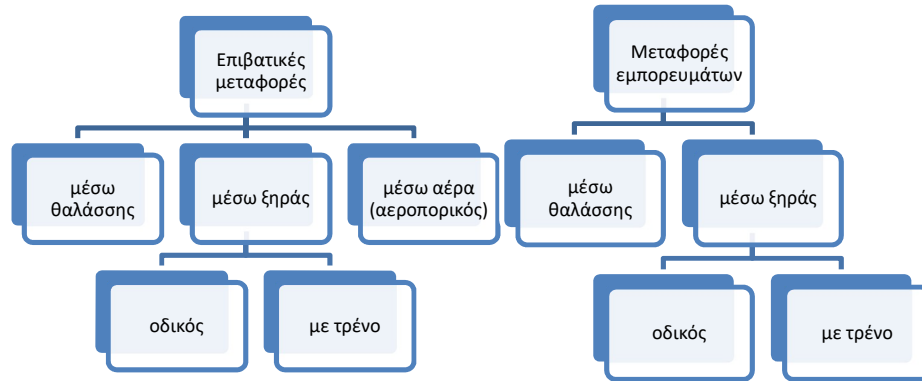 Επιβατικές
μεταφορές
μέσω
θαλάσσης
μέσω ξηράς
μέσω αέρα
(αεροπορικός)
οδικός
με τρένο
Μεταφορές
εμπορευμάτων
μέσω
θαλάσσης
μέσω ξηράς
οδικός
με τρένο